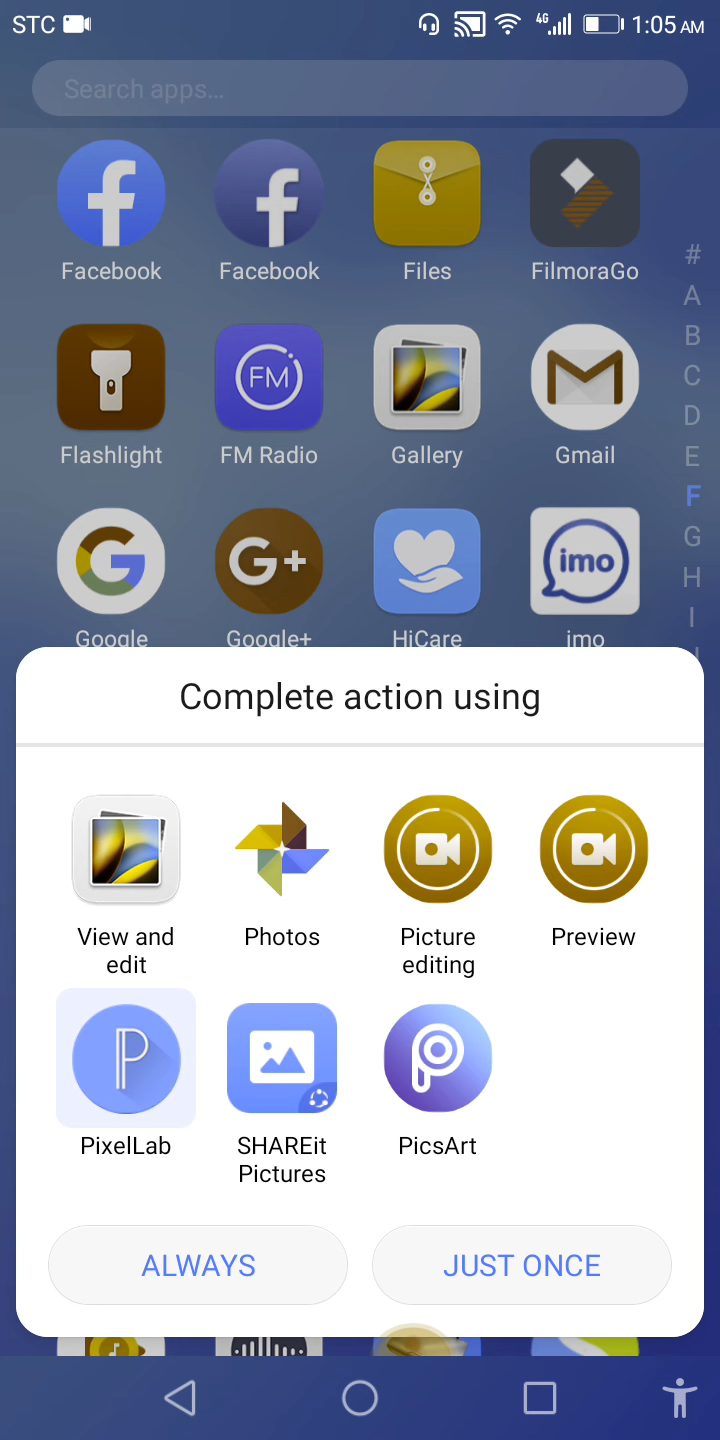 STC 4G 1:05 AM
Search apps...
Facebook Facebook Files FilmoraGo
#
A
B
FM
C
D
Flashlight FM Radio Gallery Gmail
E
F
G
G+ imo
H
I
Google Google+ HiCare imo
Complete action using
View and edit
Photos
Picture editing
Preview
PixelLab
SHAREit Pictures
PicsArt
ALWAYS JUST ONCE